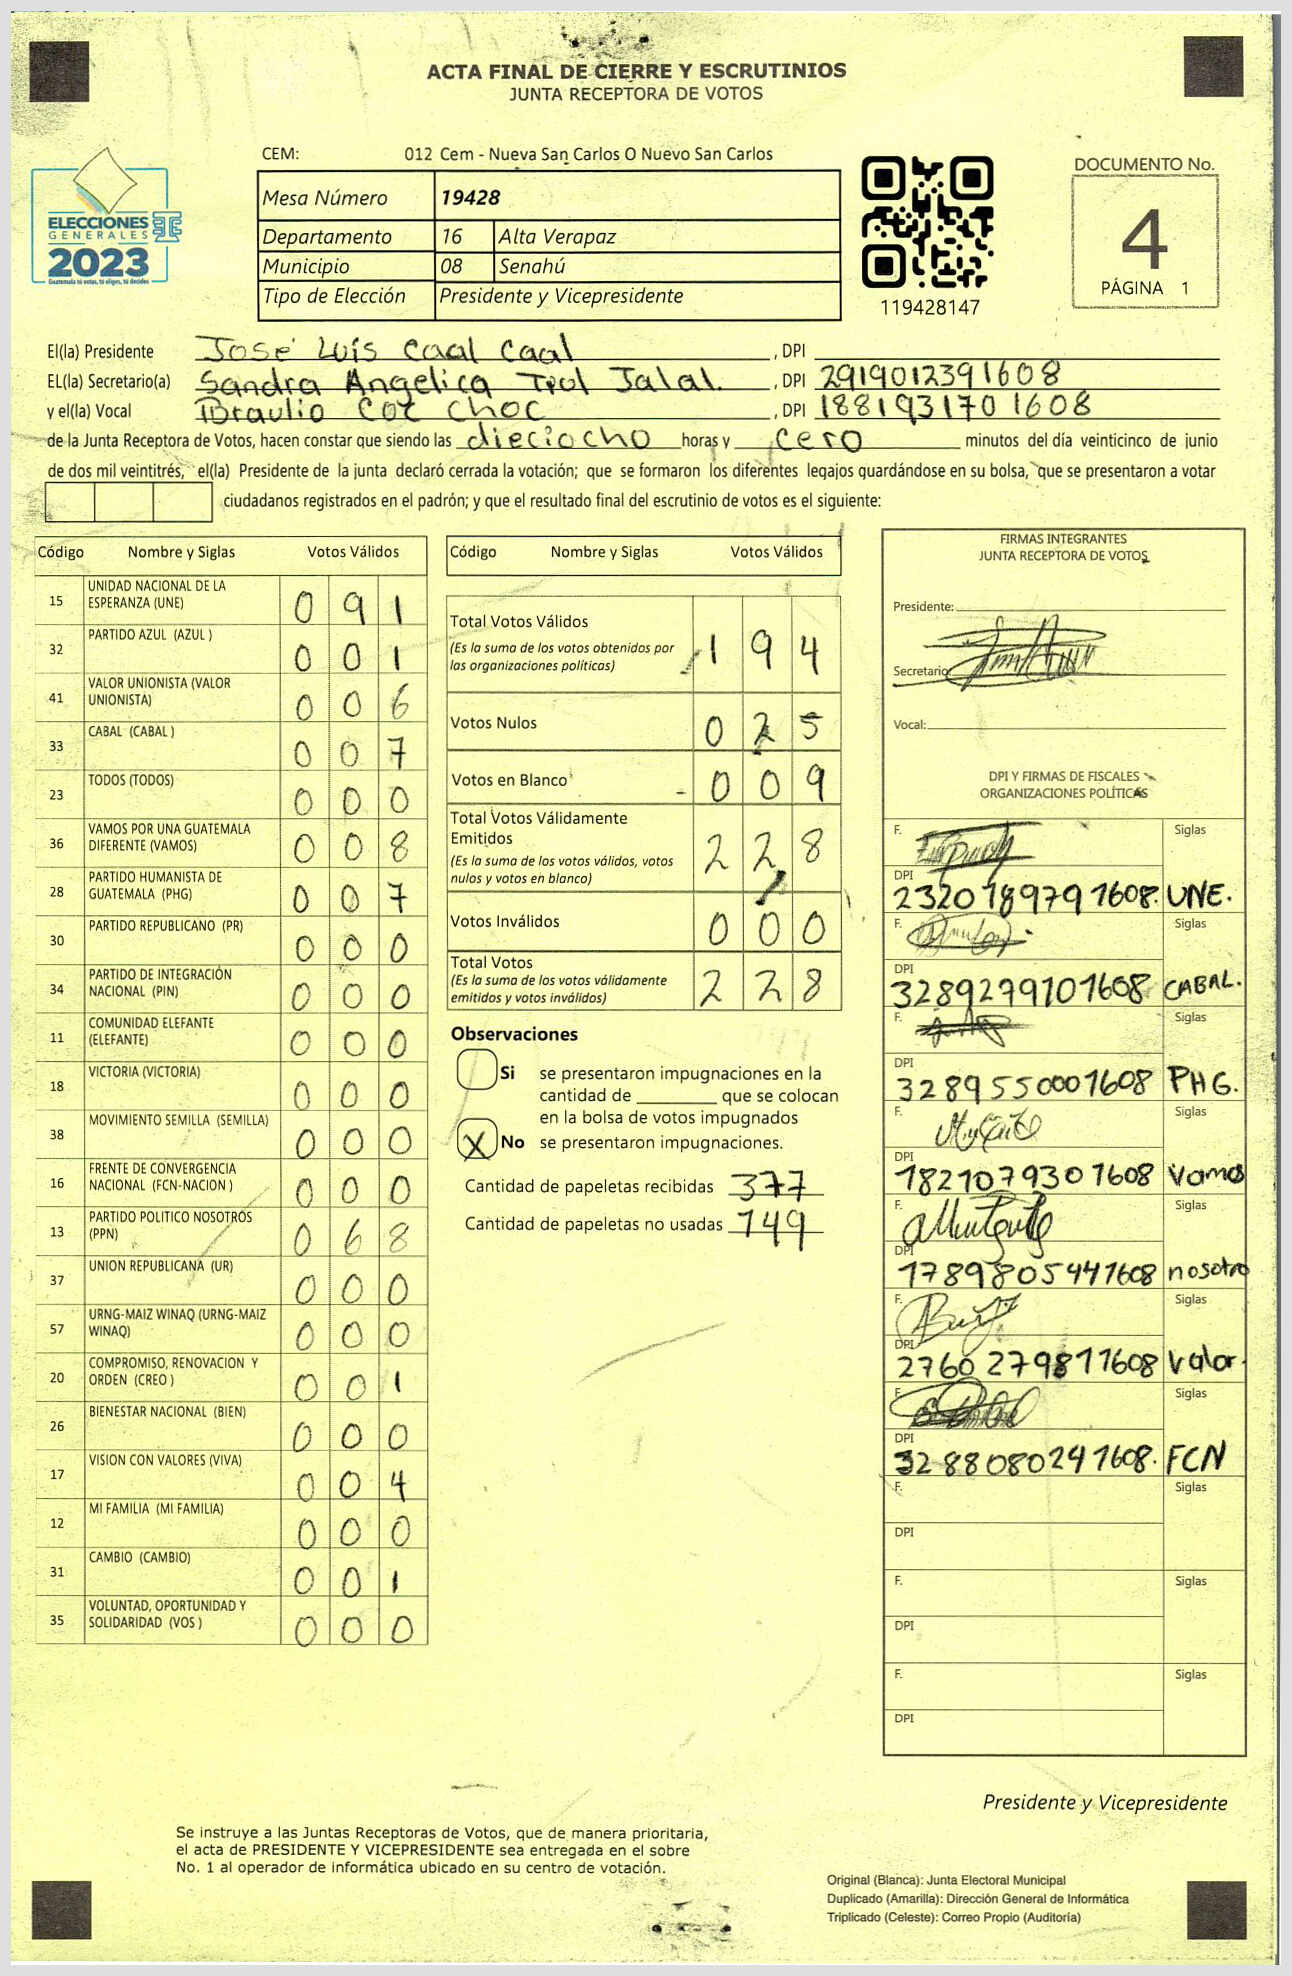 ACTA FINAL DE CIERRE Y ESCRUTINIOS
JUNTA RECEPTORA DE VOTOS
CEM: 012 Cem - Nueva San Carlos O Nuevo San Carlos
Mesa Número 19428
Departamento 16 Alta Verapaz
Municipio 08 Senahú
Tipo de Elección Presidente y Vicepresidente
ELECCIONES
GENERALES
2023
Guatemala tú votas, tú eliges, tú decides
119428147
DOCUMENTO No.
4
PÁGINA 1
El(la) Presidente José Luís Caal Caal , DPI
EL(la) Secretario(a) Sandra Angelica Jalal. , DPI 2919012391608
y el(la) Vocal Braulio Coc Choc , DPI 1881931701608
de la Junta Receptora de Votos, hacen constar que siendo las dieciocho horas y cero minutos del día veinticinco de junio
de dos mil veintitrés, el(la) Presidente de la junta declaró cerrada la votación; que se formaron los diferentes legajos guardándose en su bolsa, que se presentaron a votar
ciudadanos registrados en el padrón; y que el resultado final del escrutinio de votos es el siguiente:
Código Nombre y Siglas Votos Válidos
15 UNIDAD NACIONAL DE LA ESPERANZA (UNE) 0 9 1
32 PARTIDO AZUL (AZUL ) 0 0 1
41 VALOR UNIONISTA (VALOR UNIONISTA) 0 0 6
33 CABAL (CABAL ) 0 0 7
23 TODOS (TODOS) 0 0 0
36 VAMOS POR UNA GUATEMALA DIFERENTE (VAMOS) 0 0 8
28 PARTIDO HUMANISTA DE GUATEMALA (PHG) 0 0 7
30 PARTIDO REPUBLICANO (PR) 0 0 0
34 PARTIDO DE INTEGRACIÓN NACIONAL (PIN) 0 0 0
11 COMUNIDAD ELEFANTE (ELEFANTE) 0 0 0
18 VICTORIA (VICTORIA) 0 0 0
38 MOVIMIENTO SEMILLA (SEMILLA) 0 0 0
16 FRENTE DE CONVERGENCIA NACIONAL (FCN-NACION ) 0 0 0
13 PARTIDO POLITICO NOSOTROS (PPN) 0 6 8
37 UNION REPUBLICANA (UR) 0 0 0
57 URNG-MAIZ WINAQ (URNG-MAIZ WINAQ) 0 0 0
20 COMPROMISO, RENOVACION Y ORDEN (CREO ) 0 0 1
26 BIENESTAR NACIONAL (BIEN) 0 0 0
17 VISION CON VALORES (VIVA) 0 0 4
12 MI FAMILIA (MI FAMILIA) 0 0 0
31 CAMBIO (CAMBIO) 0 0 1
35 VOLUNTAD, OPORTUNIDAD Y SOLIDARIDAD (VOS ) 0 0 0
Código Nombre y Siglas Votos Válidos
Total Votos Válidos 1 9 4
(Es la suma de los votos obtenidos por
las organizaciones políticas)
Votos Nulos 0 2 5
Votos en Blanco 0 0 9
Total Votos Válidamente
Emitidos 2 2 8
(Es la suma de los votos válidos, votos
nulos y votos en blanco)
Votos Inválidos 0 0 0
Total Votos 2 2 8
(Es la suma de los votos válidamente
emitidos y votos inválidos)
Observaciones
Si se presentaron impugnaciones en la
cantidad de ________ que se colocan
en la bolsa de votos impugnados
X No se presentaron impugnaciones.
Cantidad de papeletas recibidas 377
Cantidad de papeletas no usadas 149
FIRMAS INTEGRANTES
JUNTA RECEPTORA DE VOTOS
Presidente:
Secretario
Vocal:
DPI Y FIRMAS DE FISCALES
ORGANIZACIONES POLÍTICAS
F. Siglas
DPI
2320189791608. UNE.
F. Siglas
DPI
3289299101608 CABAL.
F. Siglas
DPI
3289550001608 PHG.
F. Siglas
DPI
1821079301608 Vamos
F. Siglas
DPI
1789805441608 nosotro
F. Siglas
DPI
2760279811608 Valor.
F. Siglas
DPI
3288080241608. FCN
F. Siglas
DPI
F. Siglas
DPI
F. Siglas
DPI
Presidente y Vicepresidente
Se instruye a las Juntas Receptoras de Votos, que de manera prioritaria,
el acta de PRESIDENTE Y VICEPRESIDENTE sea entregada en el sobre
No. 1 al operador de informática ubicado en su centro de votación.
Original (Blanca): Junta Electoral Municipal
Duplicado (Amarilla): Dirección General de Informática
Triplicado (Celeste): Correo Propio (Auditoría)